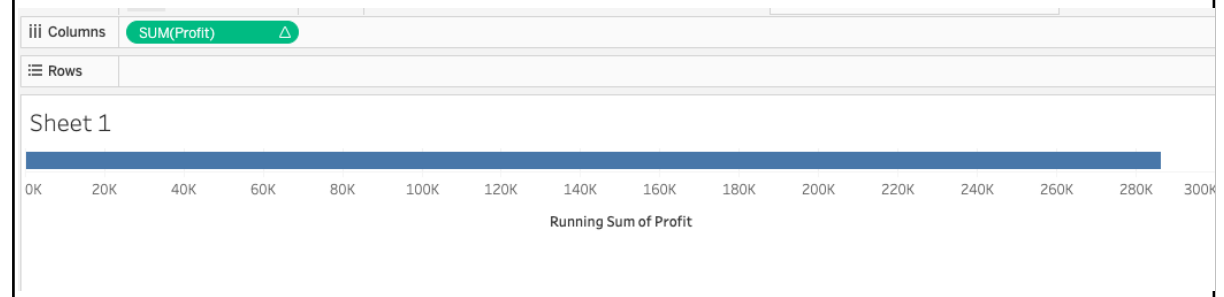 Columns SUM(Profit) △
Rows
Sheet 1
0K 20K 40K 60K 80K 100K 120K 140K 160K 180K 200K 220K 240K 260K 280K 300K
Running Sum of Profit